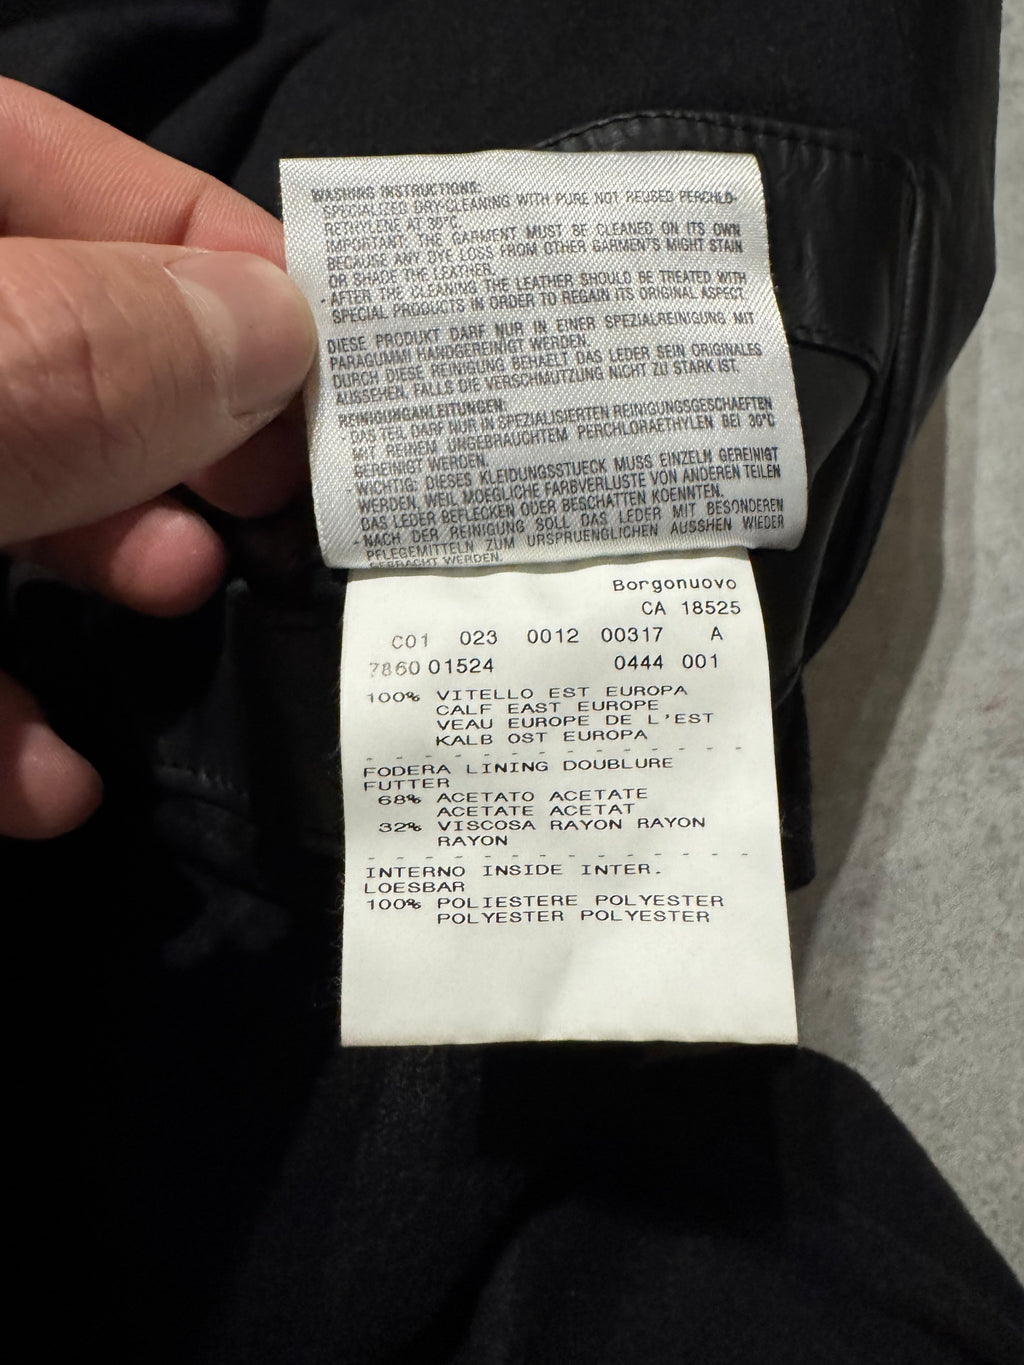 WASHING INSTRUCTIONS:
- SPECIALIZED DRY-CLEANING WITH PURE NOT REUSED PERCHLO-
RETHYLENE AT 30°C
IMPORTANT: THE GARMENT MUST BE CLEANED ON ITS OWN
BECAUSE ANY DYE LOSS FROM OTHER GARMENTS MIGHT STAIN
OR SHADE THE LEATHER.
- AFTER THE CLEANING THE LEATHER SHOULD BE TREATED WITH
SPECIAL PRODUCTS IN ORDER TO REGAIN ITS ORIGINAL ASPECT.
DIESE PRODUKT DARF NUR IN EINER SPEZIALREINIGUNG MIT
PARAGUMMI HANDGEREINIGT WERDEN.
DURCH DIESE REINIGUNG BEHAELT DAS LEDER SEIN ORIGINALES
AUSSEHEN, FALLS DIE VERSCHMUTZUNG NICHT ZU STARK IST.
REINIGUNGANLEITUNGEN:
- DAS TEIL DARF NUR IN SPEZIALISIERTEN REINIGUNGSGESCHAEFTEN
MIT REINEM URGEBRAUCHTEM PERCHLORAETHYLEN BEI 30°C
GEREINIGT WERDEN.
- WICHTIG: DIESES KLEIDUNGSSTUECK MUSS EINZELN GEREINIGT
WERDEN, WEIL MOEGLICHE FARBVERLUSTE VON ANDEREN TEILEN
DAS LEDER BEFLECKEN ODER BESCHATTEN KOENNTEN.
- NACH DER REINIGUNG SOLL DAS LEDER MIT BESONDEREN
PFLEGEMITTELN ZUM URSPRUENGLICHEN AUSSHEN WIEDER
GEBRACHT WERDEN.
Borgonuovo
CA 18525
C01 023 0012 00317 A
7860 01524 0444 001
100% VITELLO EST EUROPA
CALF EAST EUROPE
VEAU EUROPE DE L'EST
KALB OST EUROPA
- - - - - - - - - - - - - -
FODERA LINING DOUBLURE
FUTTER
68% ACETATO ACETATE
ACETATE ACETAT
32% VISCOSA RAYON RAYON
RAYON
- - - - - - - - - - - - - -
INTERNO INSIDE INTER.
LOESBAR
100% POLIESTERE POLYESTER
POLYESTER POLYESTER